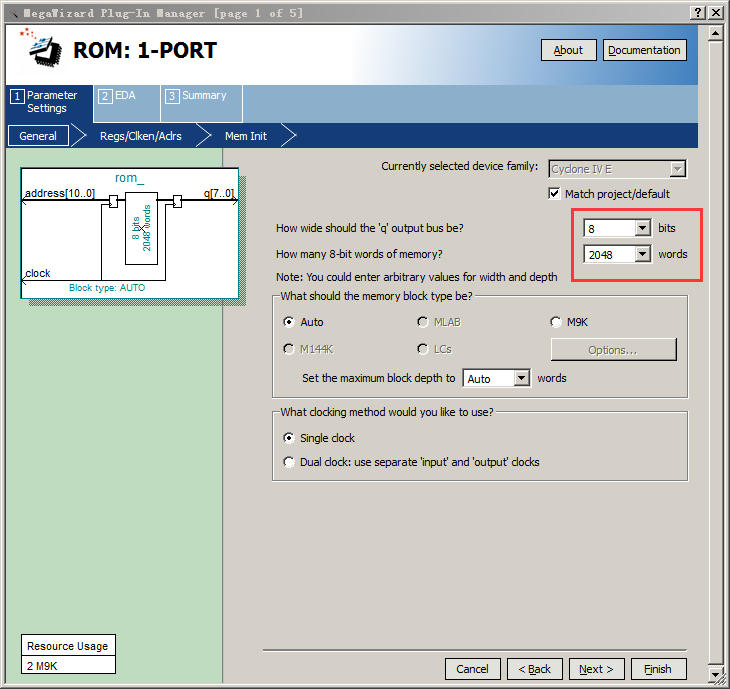 MegaWizard Plug-In Manager [page 1 of 5]
ROM: 1-PORT
About
Documentation
1 Parameter Settings
2 EDA
3 Summary
General
Regs/Clken/Aclrs
Mem Init
Currently selected device family:
Cyclone IV E
Match project/default
rom_
address[10..0]
q[7..0]
8 bits
2048 words
clock
Block type: AUTO
How wide should the 'q' output bus be?
8
bits
How many 8-bit words of memory?
2048
words
Note: You could enter arbitrary values for width and depth
What should the memory block type be?
Auto
MLAB
M9K
M144K
LCs
Options...
Set the maximum block depth to
Auto
words
What clocking method would you like to use?
Single clock
Dual clock: use separate 'input' and 'output' clocks
Resource Usage
2 M9K
Cancel
< Back
Next >
Finish